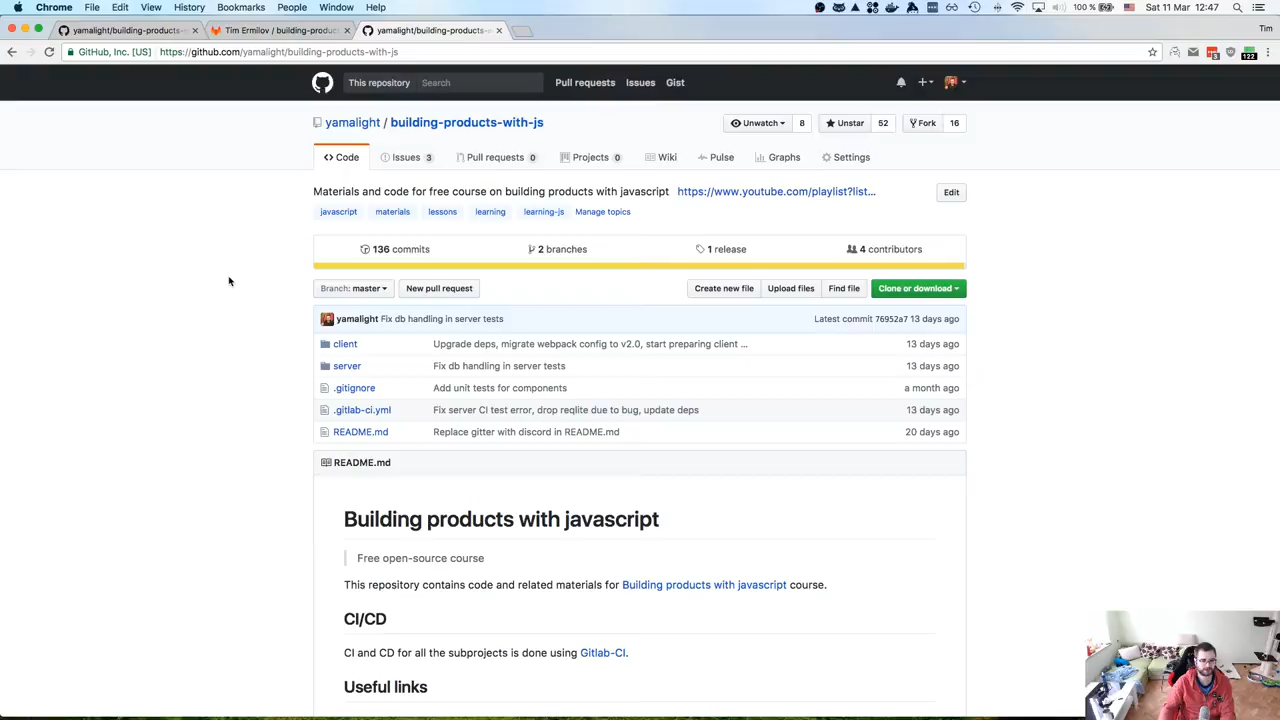 Chrome File Edit View History Bookmarks People Window Help 100 % Sat 11 Mar 12:47
yamalight/building-products-w Tim Ermilov / building-product yamalight/building-products-w Tim
GitHub, Inc. [US] https://github.com/yamalight/building-products-with-js 122
This repository Search Pull requests Issues Gist
yamalight / building-products-with-js Unwatch 8 Unstar 52 Fork 16
Code Issues 3 Pull requests 0 Projects 0 Wiki Pulse Graphs Settings
Materials and code for free course on building products with javascript https://www.youtube.com/playlist?list... Edit
javascript materials lessons learning learning-js Manage topics
136 commits 2 branches 1 release 4 contributors
Branch: master New pull request Create new file Upload files Find file Clone or download
yamalight Fix db handling in server tests Latest commit 76952a7 13 days ago
client Upgrade deps, migrate webpack config to v2.0, start preparing client ... 13 days ago
server Fix db handling in server tests 13 days ago
.gitignore Add unit tests for components a month ago
.gitlab-ci.yml Fix server CI test error, drop reqlite due to bug, update deps 13 days ago
README.md Replace gitter with discord in README.md 20 days ago
README.md
Building products with javascript
Free open-source course
This repository contains code and related materials for Building products with javascript course.
CI/CD
CI and CD for all the subprojects is done using Gitlab-CI.
Useful links